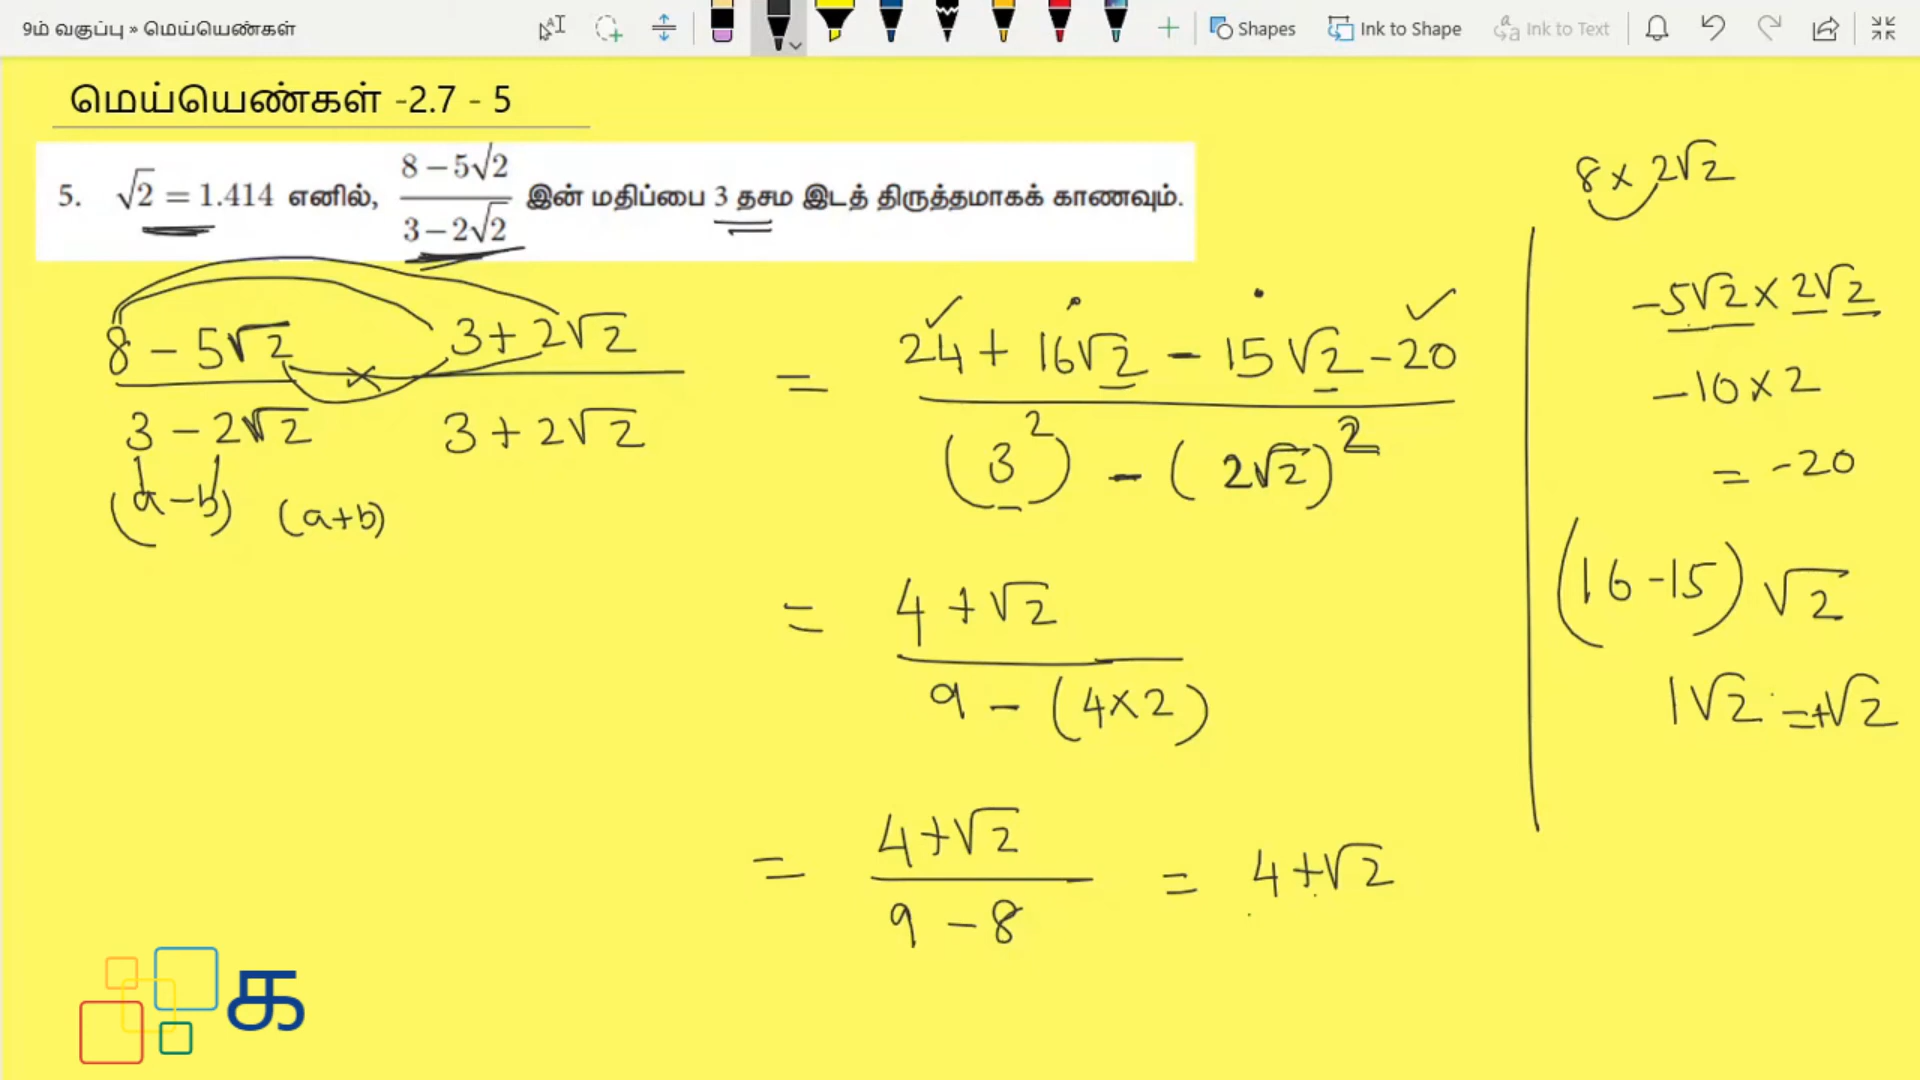 9ம் வகுப்பு » மெய்யெண்கள்
Shapes
Ink to Shape
Ink to Text
மெய்யெண்கள் -2.7 - 5
5. √2 = 1.414 எனில், (8 − 5√2)/(3 − 2√2) இன் மதிப்பை 3 தசம இடத் திருத்தமாகக் காணவும்.
(8 − 5√2)/(3 − 2√2) × (3 + 2√2)/(3 + 2√2)
(a − b) (a + b)
= (24 + 16√2 − 15√2 − 20)/((3²) − (2√2)²)
= (4 + √2)/(9 − (4×2))
= (4 + √2)/(9 − 8) = 4 + √2
8 × 2√2
−5√2 × 2√2
−10 × 2
= −20
(16 − 15)√2
1√2 = +√2
க